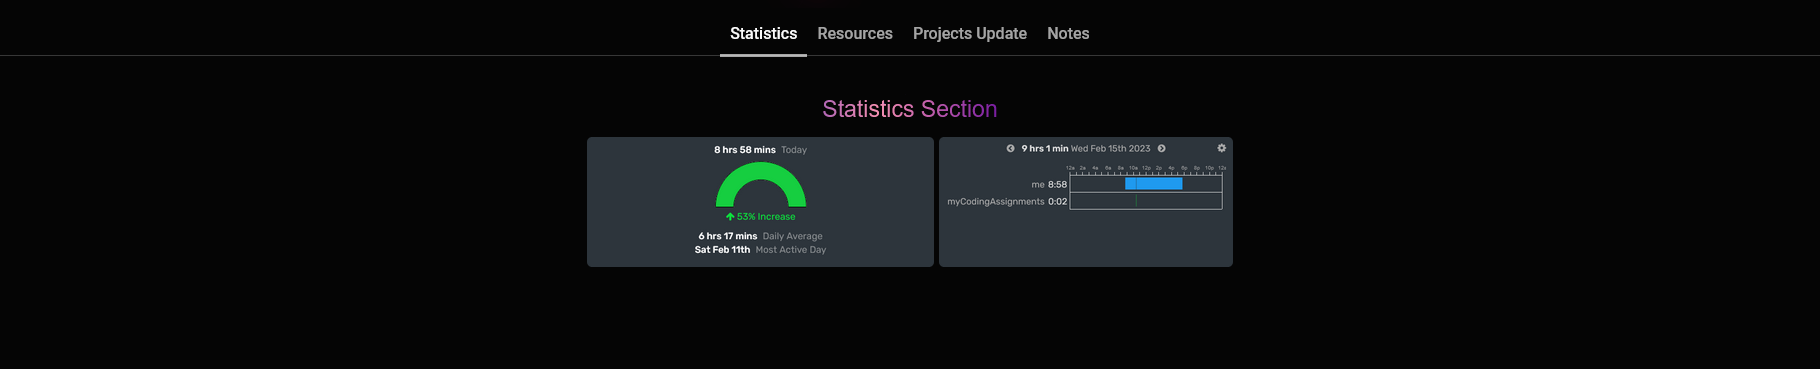 Statistics Resources Projects Update Notes
Statistics Section
8 hrs 58 mins Today
53% Increase
6 hrs 17 mins Daily Average
Sat Feb 11th Most Active Day
9 hrs 1 min Wed Feb 15th 2023
12a 2a 4a 6a 8a 10a 12p 2p 4p 6p 8p 10p 12a
me 8:58
myCodingAssignments 0:02